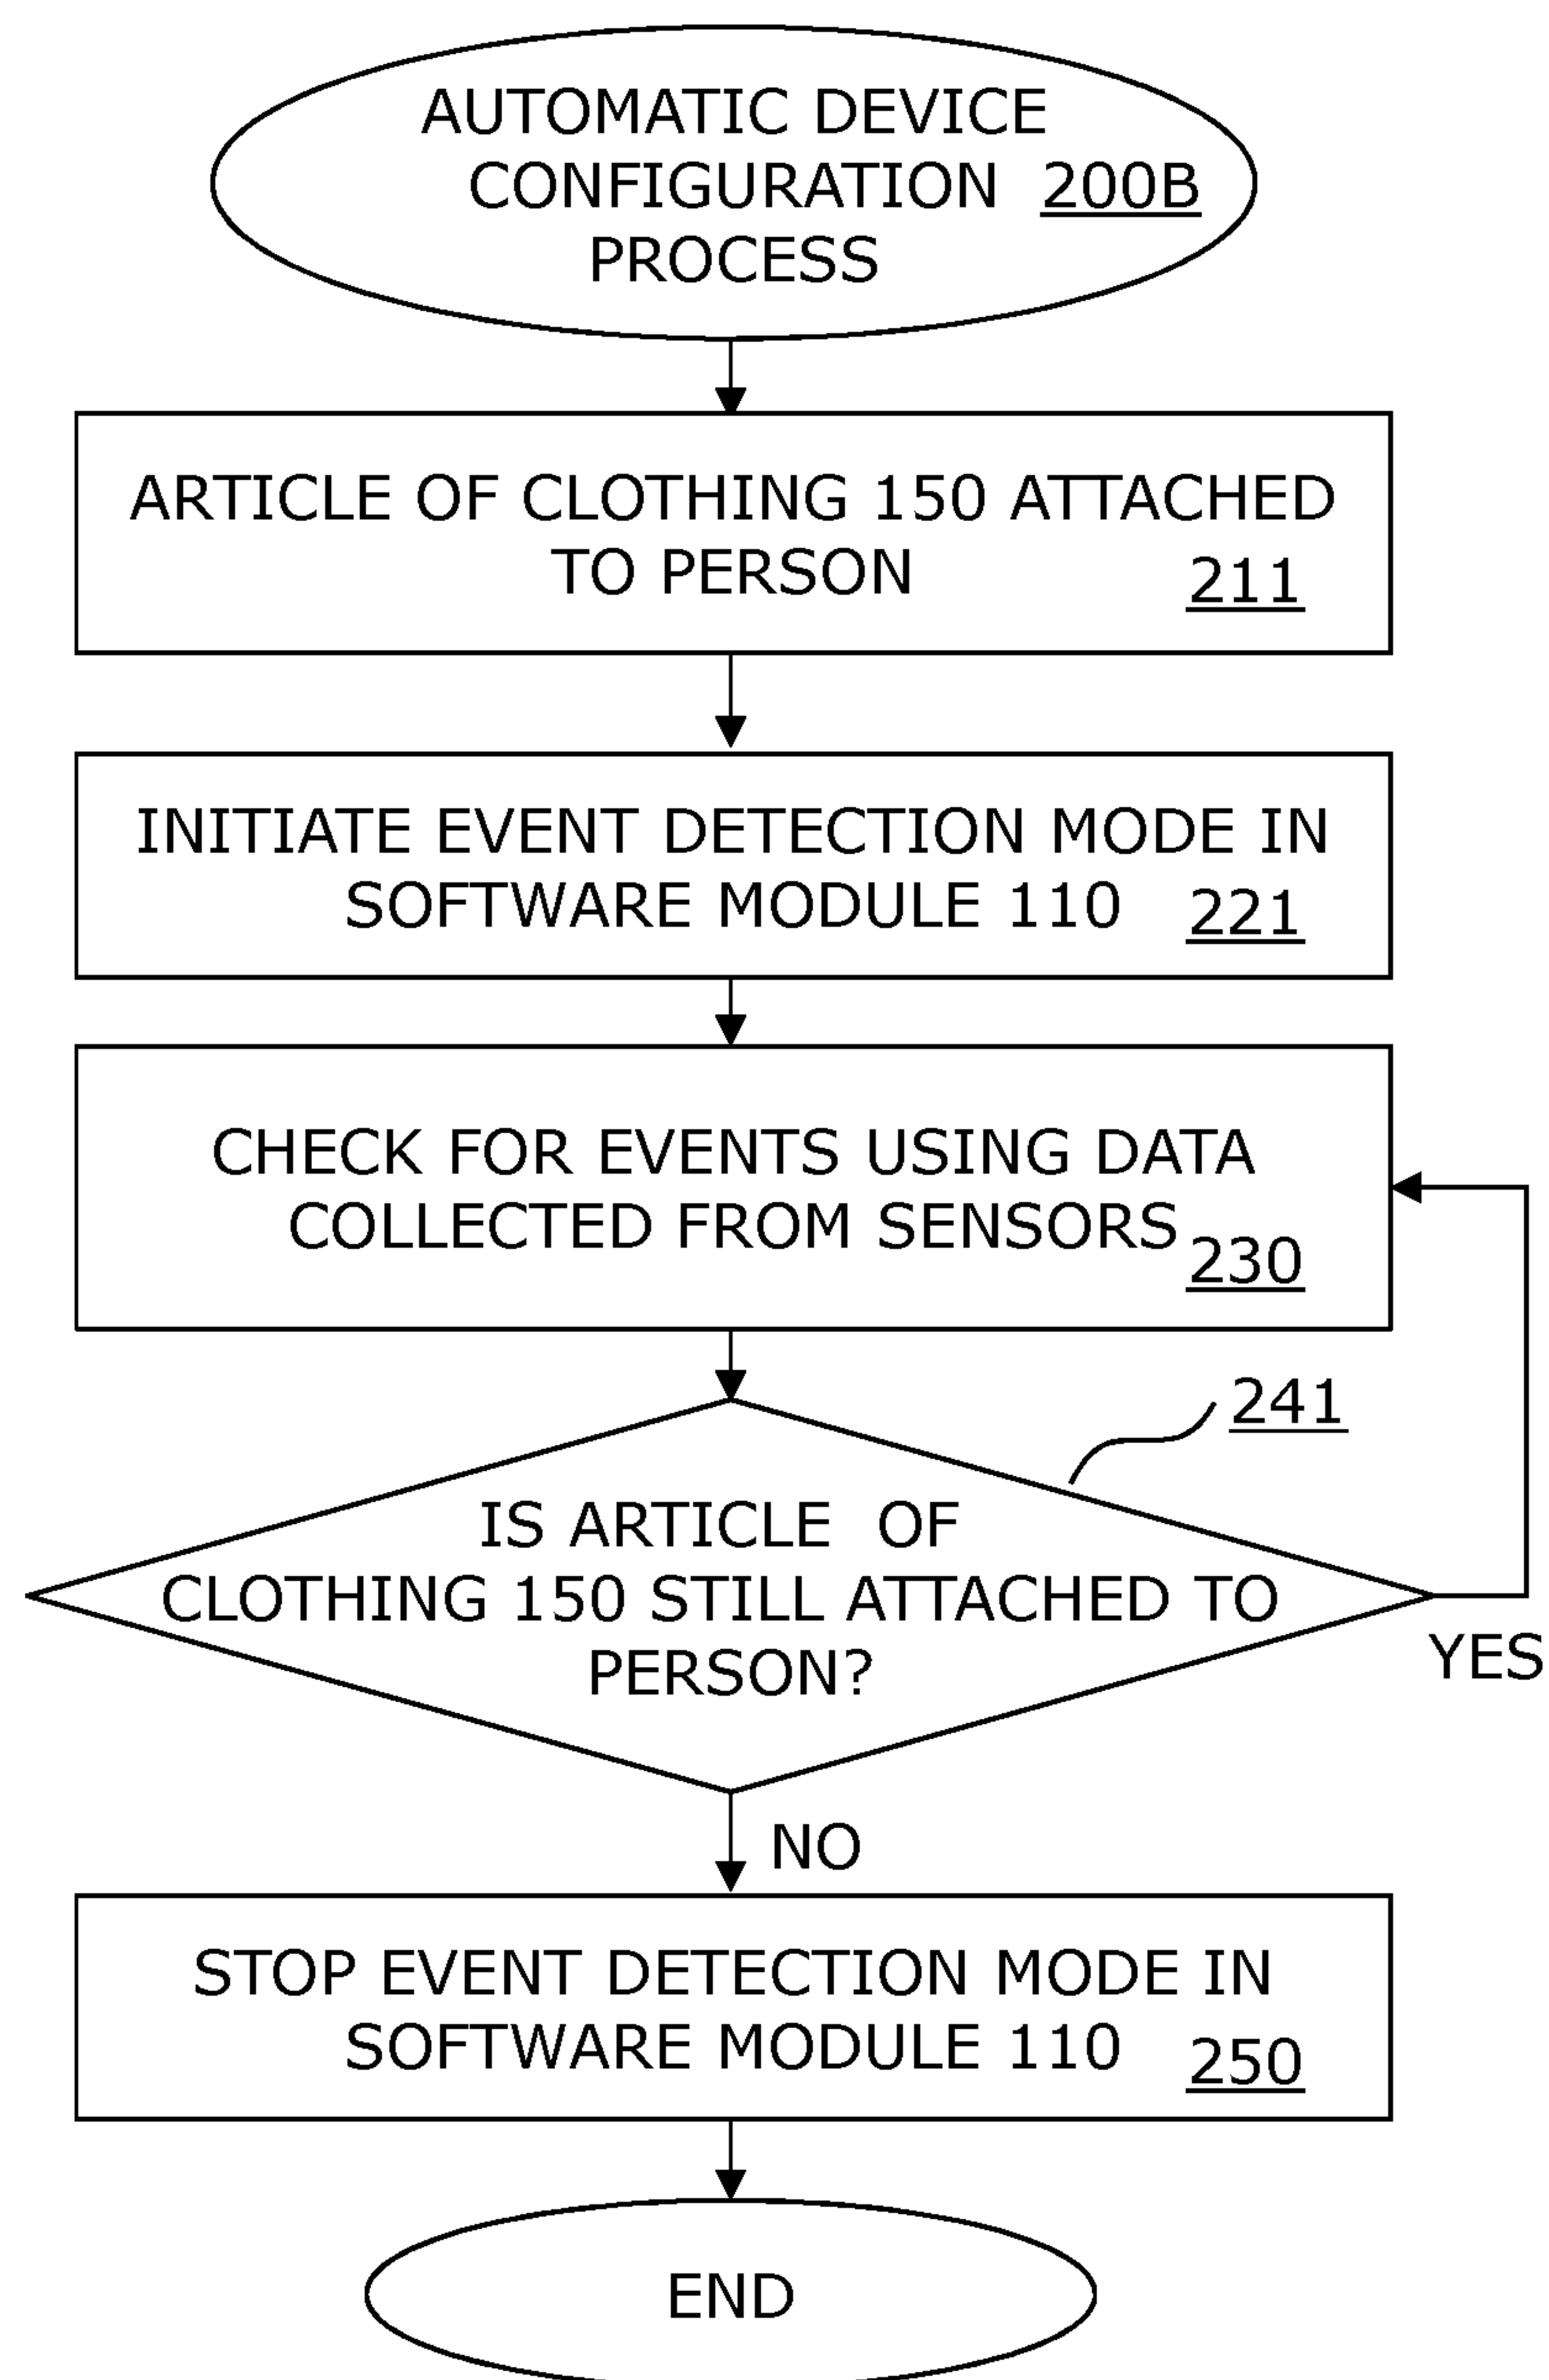 AUTOMATIC DEVICE
CONFIGURATION 200B
PROCESS
ARTICLE OF CLOTHING 150 ATTACHED
TO PERSON 211
INITIATE EVENT DETECTION MODE IN
SOFTWARE MODULE 110 221
CHECK FOR EVENTS USING DATA
COLLECTED FROM SENSORS 230
241
IS ARTICLE OF
CLOTHING 150 STILL ATTACHED TO
PERSON?
YES
NO
STOP EVENT DETECTION MODE IN
SOFTWARE MODULE 110 250
END